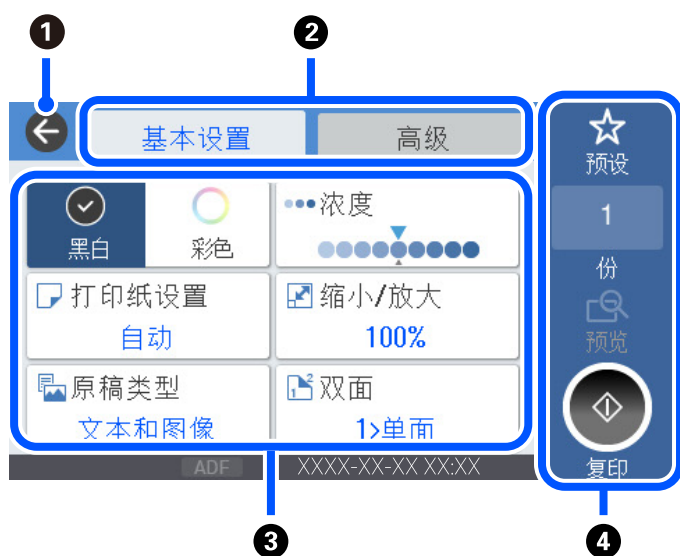 1
2
基本设置
高级
预设
1
份
预览
复印
黑白
彩色
浓度
打印纸设置
自动
缩小/放大
100%
原稿类型
文本和图像
1 2
双面
1>单面
ADF
XXXX-XX-XX XX:XX
3
4